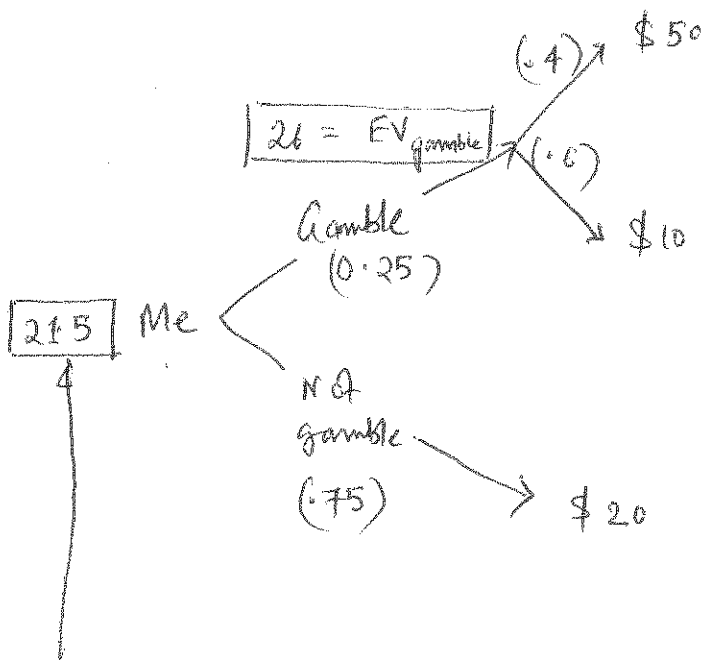 $ 50
(.4)
26 = EV gamble
(.6)
Gamble
(0.25)
$ 10
21.5 Me
Not
gamble
(.75)
$ 20